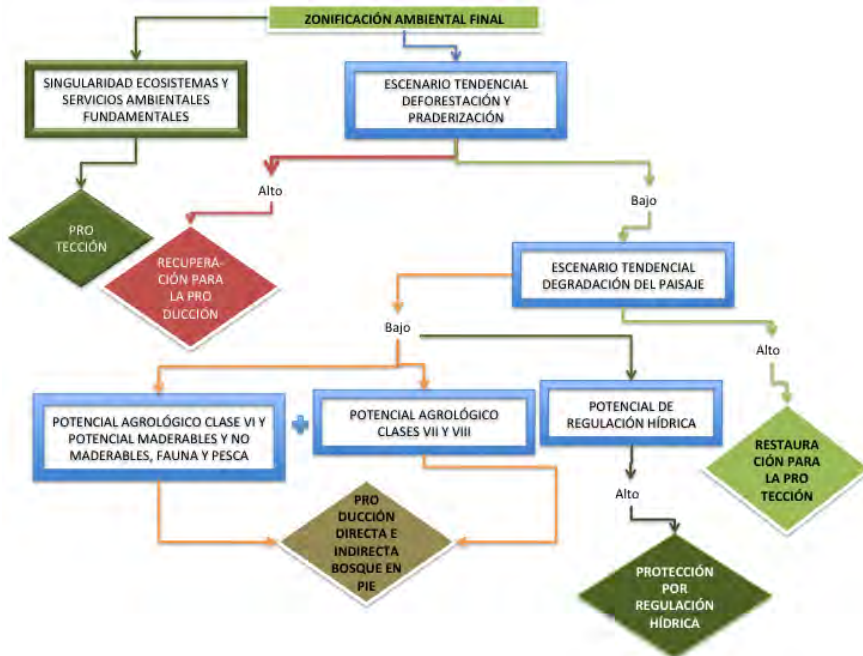 ZONIFICACIÓN AMBIENTAL FINAL
SINGULARIDAD ECOSISTEMAS Y
SERVICIOS AMBIENTALES
FUNDAMENTALES
ESCENARIO TENDENCIAL
DEFORESTACIÓN Y
PRADERIZACIÓN
Alto
Bajo
PRO
TECCIÓN
RECUPERA-
CIÓN PARA
LA PRO
DUCCIÓN
ESCENARIO TENDENCIAL
DEGRADACIÓN DEL PAISAJE
Bajo
Alto
POTENCIAL AGROLÓGICO CLASE VI Y
POTENCIAL MADERABLES Y NO
MADERABLES, FAUNA Y PESCA
POTENCIAL AGROLÓGICO
CLASES VII Y VIII
POTENCIAL DE
REGULACIÓN HÍDRICA
RESTAURA
CIÓN PARA
LA PRO
TECCIÓN
Alto
PRO
DUCCIÓN
DIRECTA E
INDIRECTA
BOSQUE EN
PIE
PROTECCIÓN
POR
REGULACIÓN
HÍDRICA